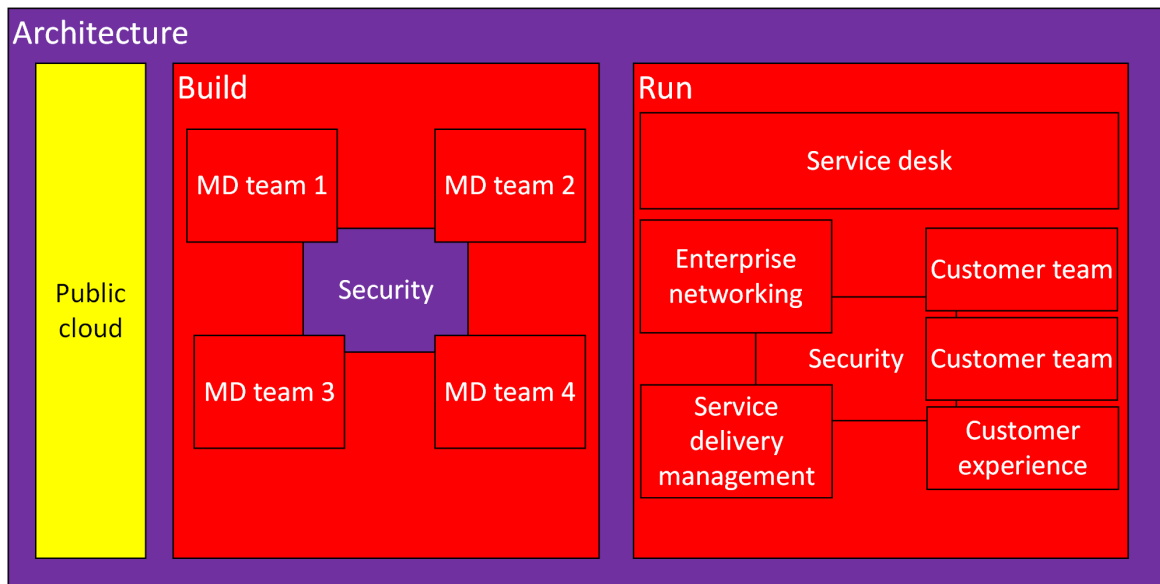 Architecture
Public
cloud
Build
MD team 1
MD team 2
Security
MD team 3
MD team 4
Run
Service desk
Enterprise
networking
Customer team
Security
Customer team
Service
delivery
management
Customer
experience